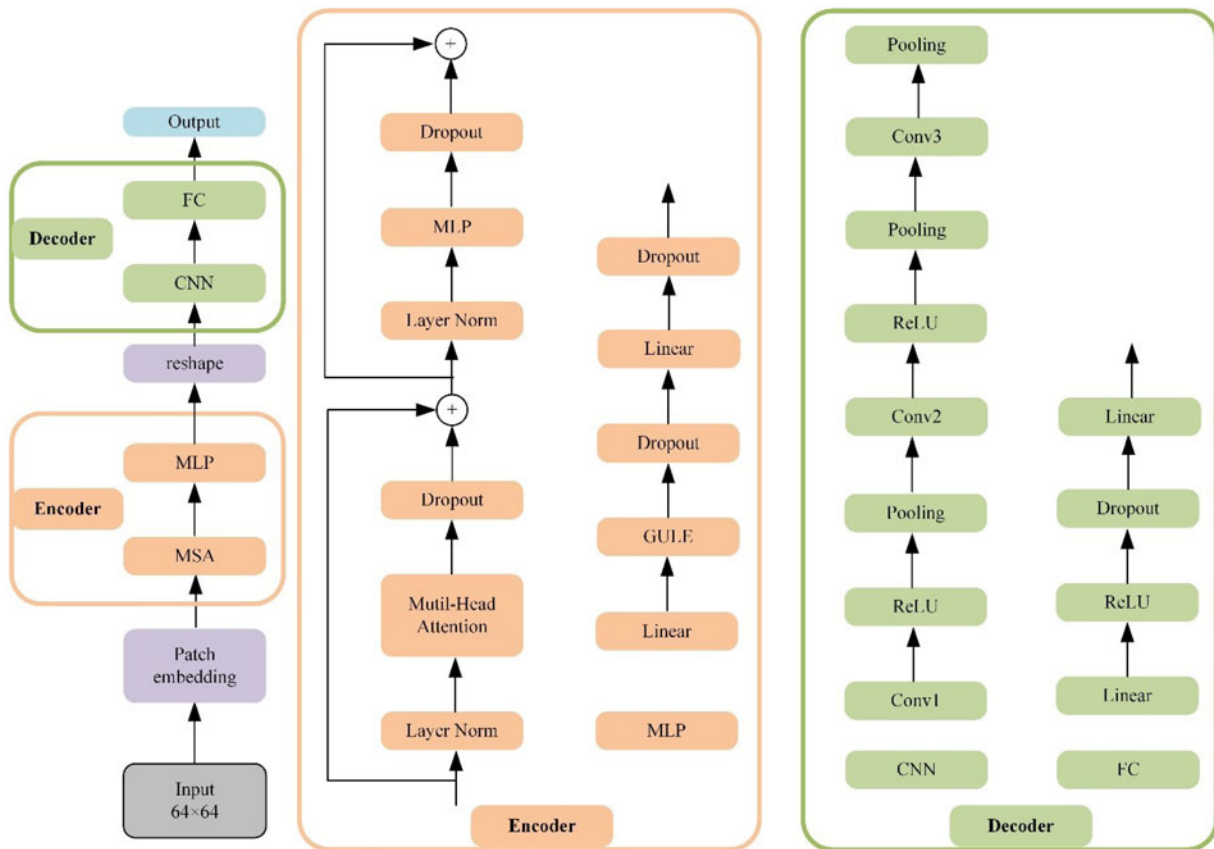 Output
FC
Decoder
CNN
reshape
MLP
Encoder
MSA
Patch
embedding
Input
64×64
+
Dropout
MLP
Layer Norm
+
Dropout
Mutil-Head
Attention
Layer Norm
Dropout
Linear
Dropout
GULE
Linear
MLP
Encoder
Pooling
Conv3
Pooling
ReLU
Conv2
Pooling
ReLU
Conv1
CNN
Linear
Dropout
ReLU
Linear
FC
Decoder